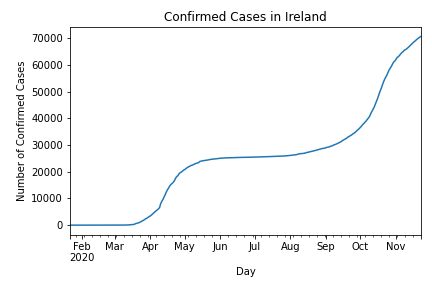 Confirmed Cases in Ireland
Number of Confirmed Cases
70000
60000
50000
40000
30000
20000
10000
0
Feb Mar Apr May Jun Jul Aug Sep Oct Nov
2020
Day